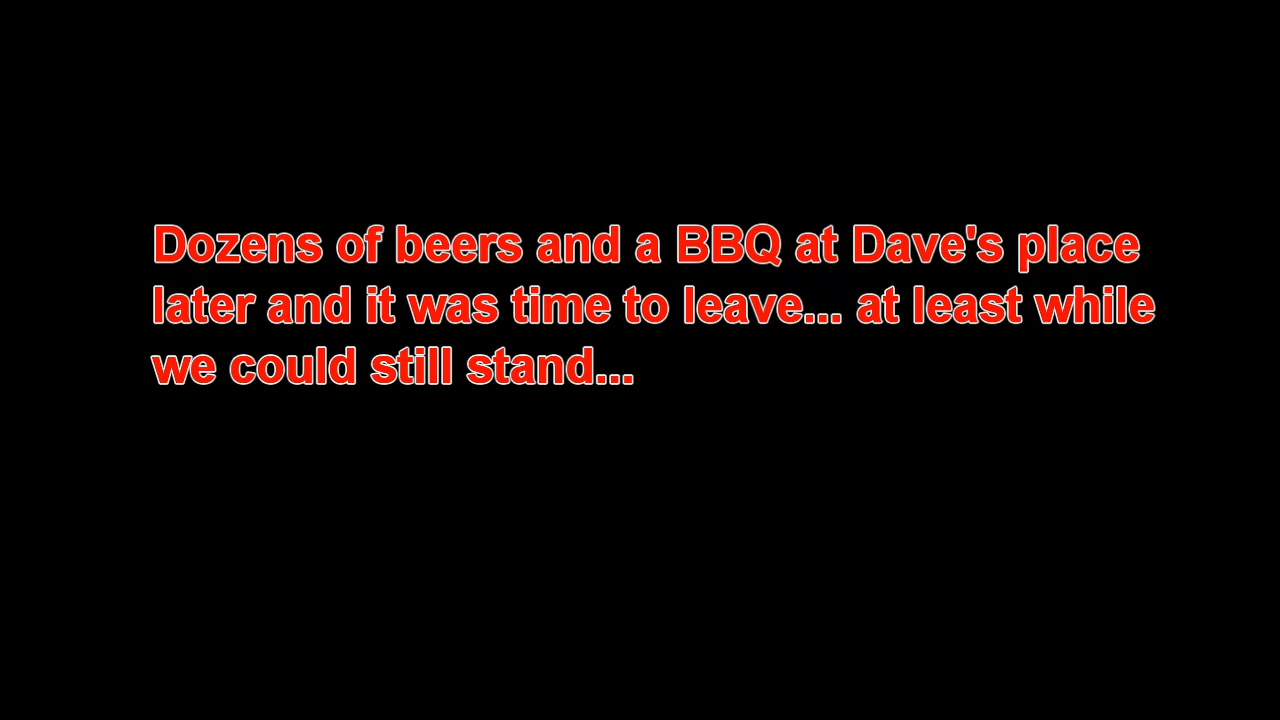 Dozens of beers and a BBQ at Dave's place
later and it was time to leave... at least while
we could still stand...